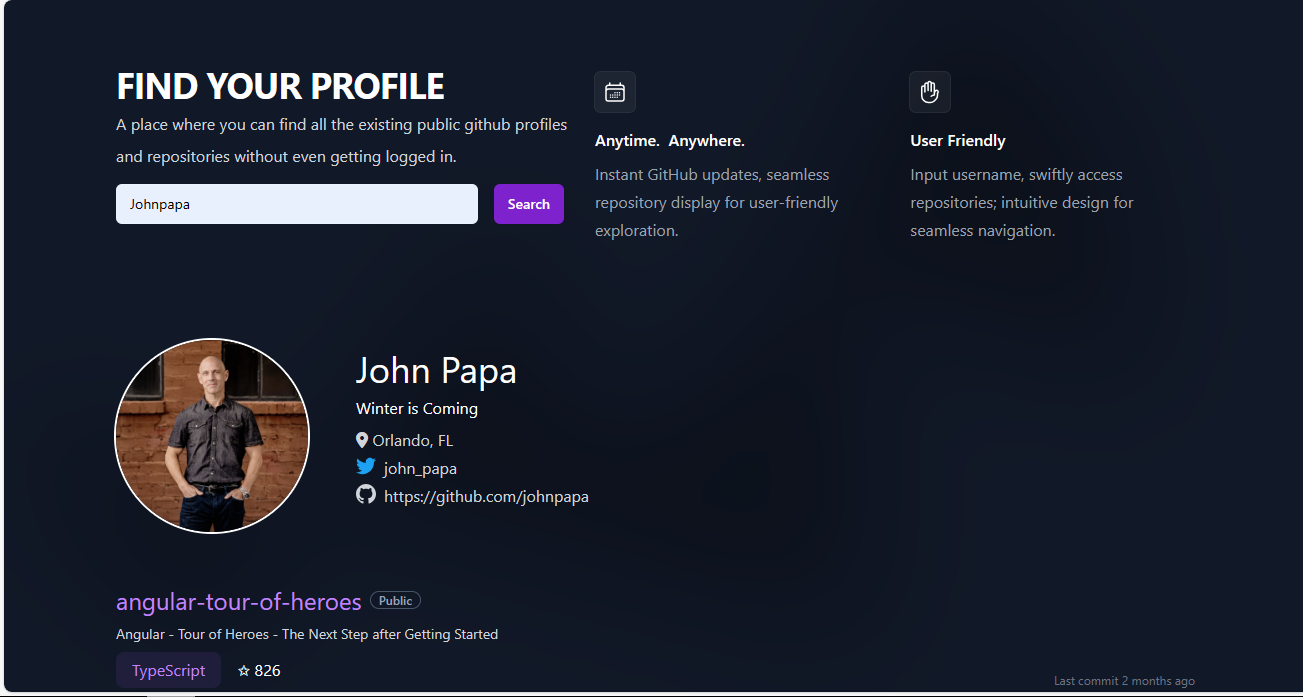 FIND YOUR PROFILE
A place where you can find all the existing public github profiles
and repositories without even getting logged in.
Johnpapa
Search
Anytime.  Anywhere.
Instant GitHub updates, seamless
repository display for user-friendly
exploration.
User Friendly
Input username, swiftly access
repositories; intuitive design for
seamless navigation.
John Papa
Winter is Coming
Orlando, FL
john_papa
https://github.com/johnpapa
angular-tour-of-heroes Public
Angular - Tour of Heroes - The Next Step after Getting Started
TypeScript 826
Last commit 2 months ago